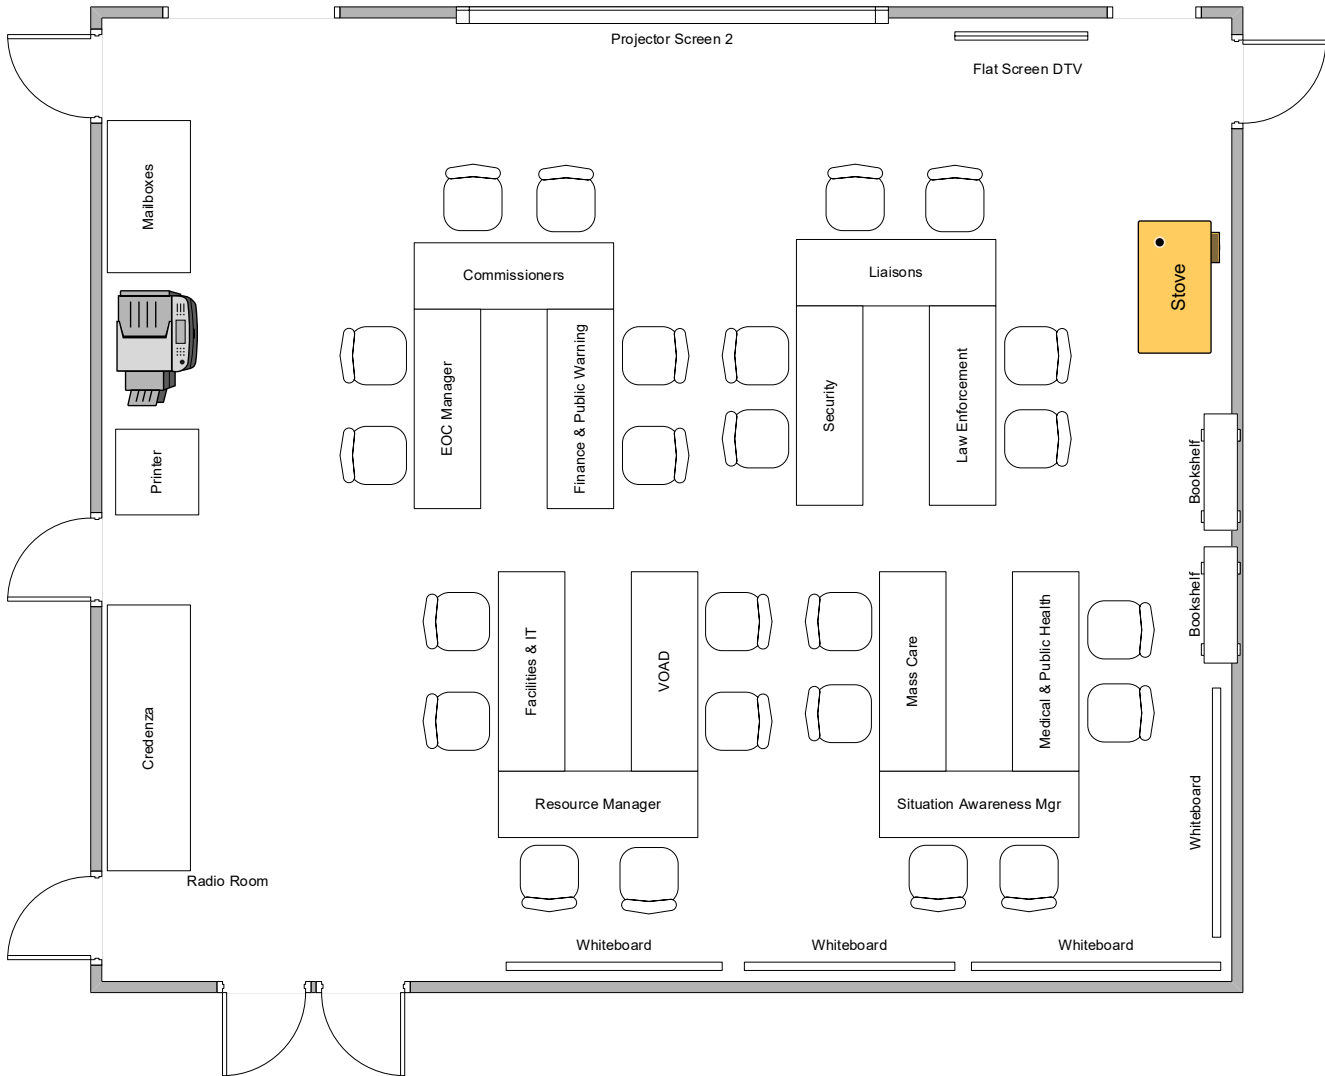 Projector Screen 2
Flat Screen DTV
Mailboxes
Commissioners
Liaisons
Stove
EOC Manager
Finance & Public Warning
Security
Law Enforcement
Printer
Bookshelf
Bookshelf
Facilities & IT
VOAD
Mass Care
Medical & Public Health
Credenza
Resource Manager
Situation Awareness Mgr
Whiteboard
Radio Room
Whiteboard
Whiteboard
Whiteboard